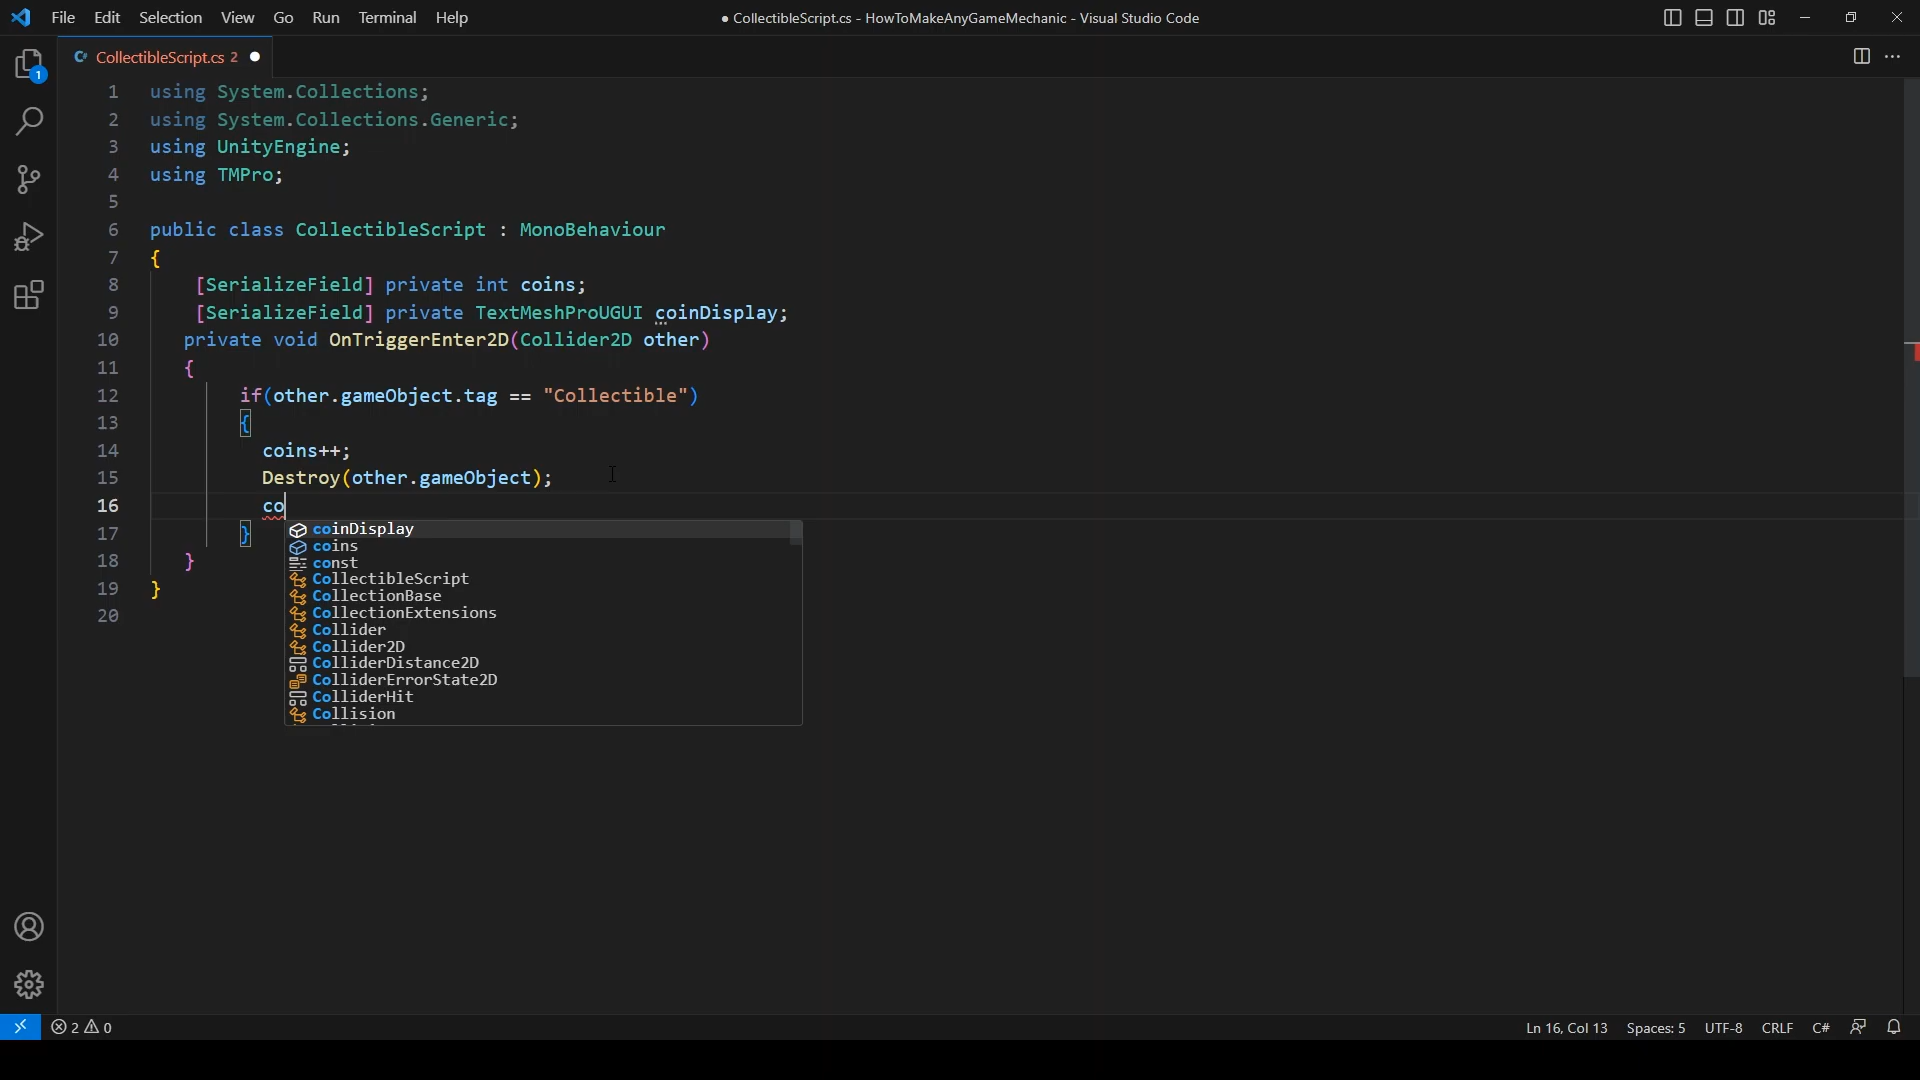 File Edit Selection View Go Run Terminal Help
● CollectibleScript.cs - HowToMakeAnyGameMechanic - Visual Studio Code
C# CollectibleScript.cs 2 ●
1
1 using System.Collections;
2 using System.Collections.Generic;
3 using UnityEngine;
4 using TMPro;
5
6 public class CollectibleScript : MonoBehaviour
7 {
8 [SerializeField] private int coins;
9 [SerializeField] private TextMeshProUGUI coinDisplay;
10 private void OnTriggerEnter2D(Collider2D other)
11 {
12 if(other.gameObject.tag == "Collectible")
13 {
14 coins++;
15 Destroy(other.gameObject);
16 co
17 }
18 }
19 }
20
coinDisplay
coins
const
CollectibleScript
CollectionBase
CollectionExtensions
Collider
Collider2D
ColliderDistance2D
ColliderErrorState2D
ColliderHit
Collision
2 0
Ln 16, Col 13 Spaces: 5 UTF-8 CRLF C#